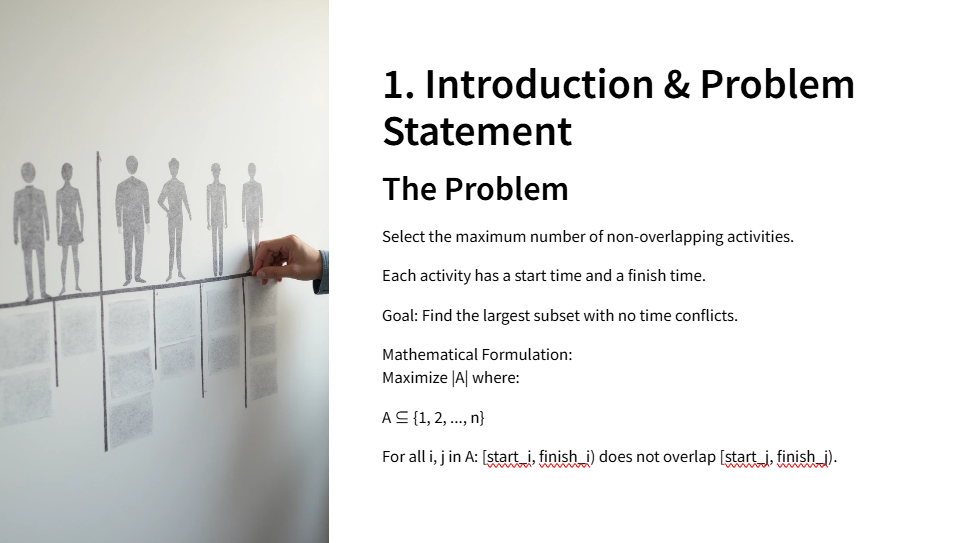 1. Introduction & Problem
Statement
The Problem
Select the maximum number of non-overlapping activities.
Each activity has a start time and a finish time.
Goal: Find the largest subset with no time conflicts.
Mathematical Formulation:
Maximize |A| where:
A ⊆ {1, 2, ..., n}
For all i, j in A: [start_i, finish_i) does not overlap [start_j, finish_j).